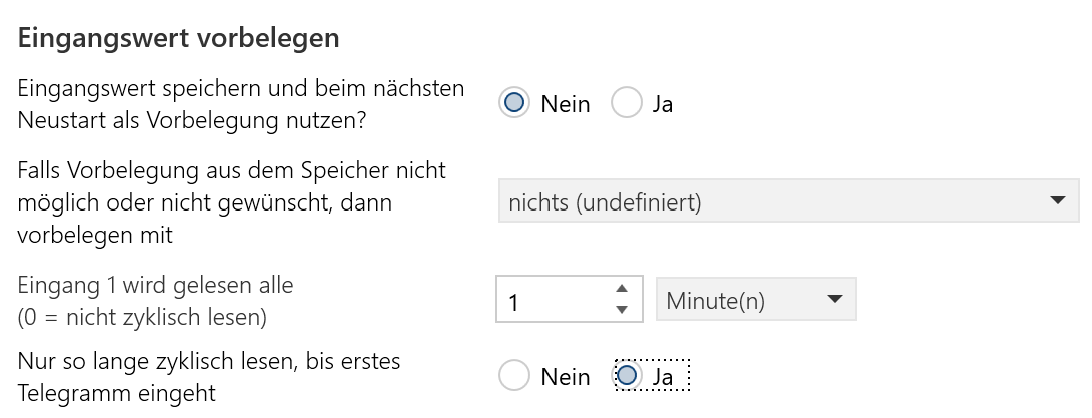 Eingangswert vorbelegen
Eingangswert speichern und beim nächsten
Neustart als Vorbelegung nutzen?
Nein
Ja
Falls Vorbelegung aus dem Speicher nicht
möglich oder nicht gewünscht, dann
vorbelegen mit
nichts (undefiniert)
Eingang 1 wird gelesen alle
(0 = nicht zyklisch lesen)
1
Minute(n)
Nur so lange zyklisch lesen, bis erstes
Telegramm eingeht
Nein
Ja